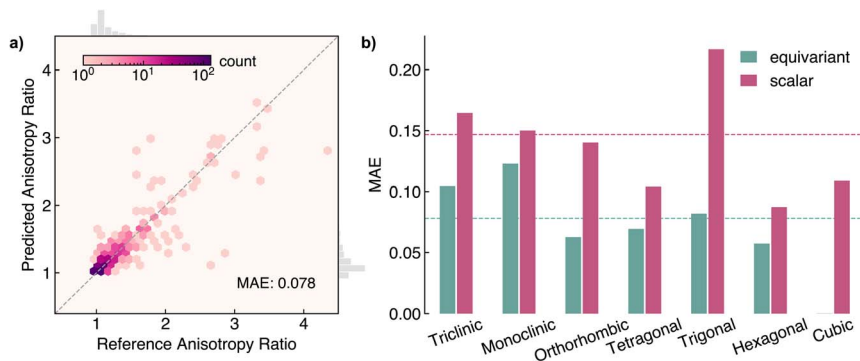 a)
count
10^0 10^1 10^2
Predicted Anisotropy Ratio
4
3
2
1
MAE: 0.078
1 2 3 4
Reference Anisotropy Ratio
b)
equivariant
scalar
MAE
0.20
0.15
0.10
0.05
0.00
Triclinic
Monoclinic
Orthorhombic
Tetragonal
Trigonal
Hexagonal
Cubic